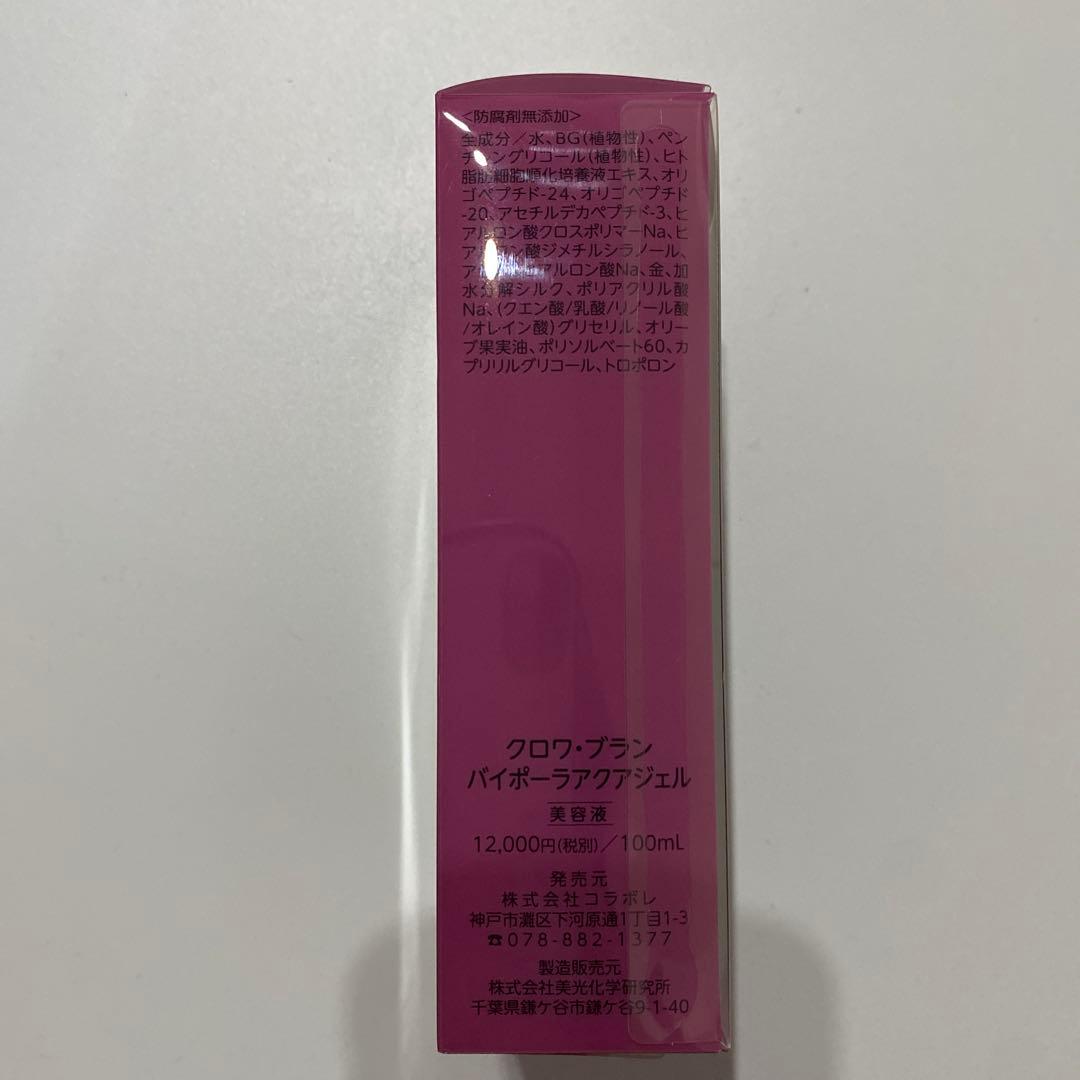 <防腐剤無添加>
全成分／水、BG(植物性)、ペン
チレングリコール(植物性)、ヒト
脂肪細胞順化培養液エキス、オリ
ゴペプチド-24、オリゴペプチド
-20、アセチルデカペプチド-3、ヒ
アルロン酸クロスポリマーNa、ヒ
アルロン酸ジメチルシラノール、
アルロン酸Na、金、加
水分解シルク、ポリアクリル酸
Na、(クエン酸/乳酸/リノール酸
/オレイン酸)グリセリル、オリー
ブ果実油、ポリソルベート60、カ
プリリルグリコール、トロポロン
クロワ・ブラン
バイポーラアクアジェル
美容液
12,000円(税別)／100mL
発売元
株式会社コラボレ
神戸市灘区下河原通1丁目1-3
☎078-882-1377
製造販売元
株式会社美光化学研究所
千葉県鎌ケ谷市鎌ケ谷9-1-40